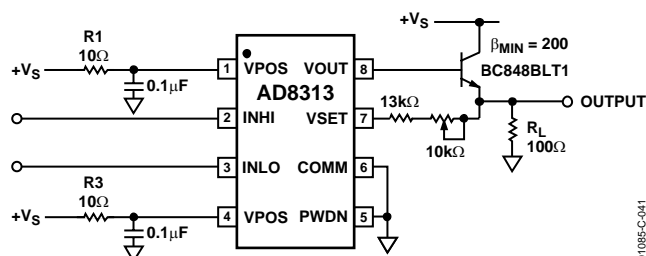 +VS
R1
10Ω
+VS
0.1μF
1 VPOS VOUT 8
AD8313
βMIN = 200
BC848BLT1
2 INHI VSET 7
13kΩ
10kΩ
OUTPUT
RL
100Ω
3 INLO COMM 6
R3
10Ω
+VS
0.1μF
4 VPOS PWDN 5
01085-C-041